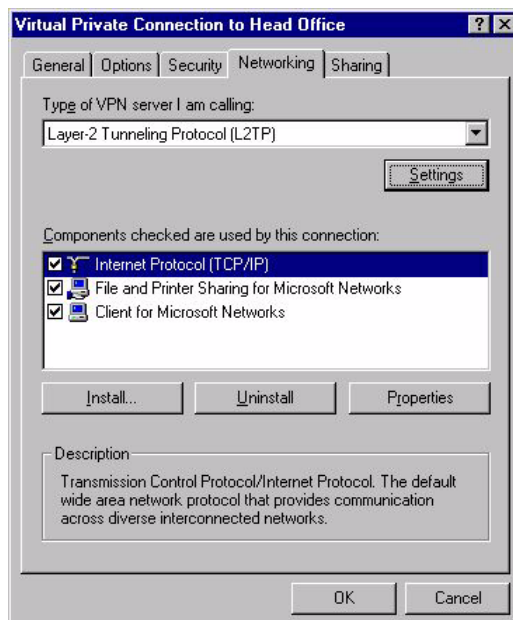 Virtual Private Connection to Head Office
General Options Security Networking Sharing
Type of VPN server I am calling:
Layer-2 Tunneling Protocol (L2TP)
Settings
Components checked are used by this connection:
Internet Protocol (TCP/IP)
File and Printer Sharing for Microsoft Networks
Client for Microsoft Networks
Install... Uninstall Properties
Description
Transmission Control Protocol/Internet Protocol. The default
wide area network protocol that provides communication
across diverse interconnected networks.
OK Cancel